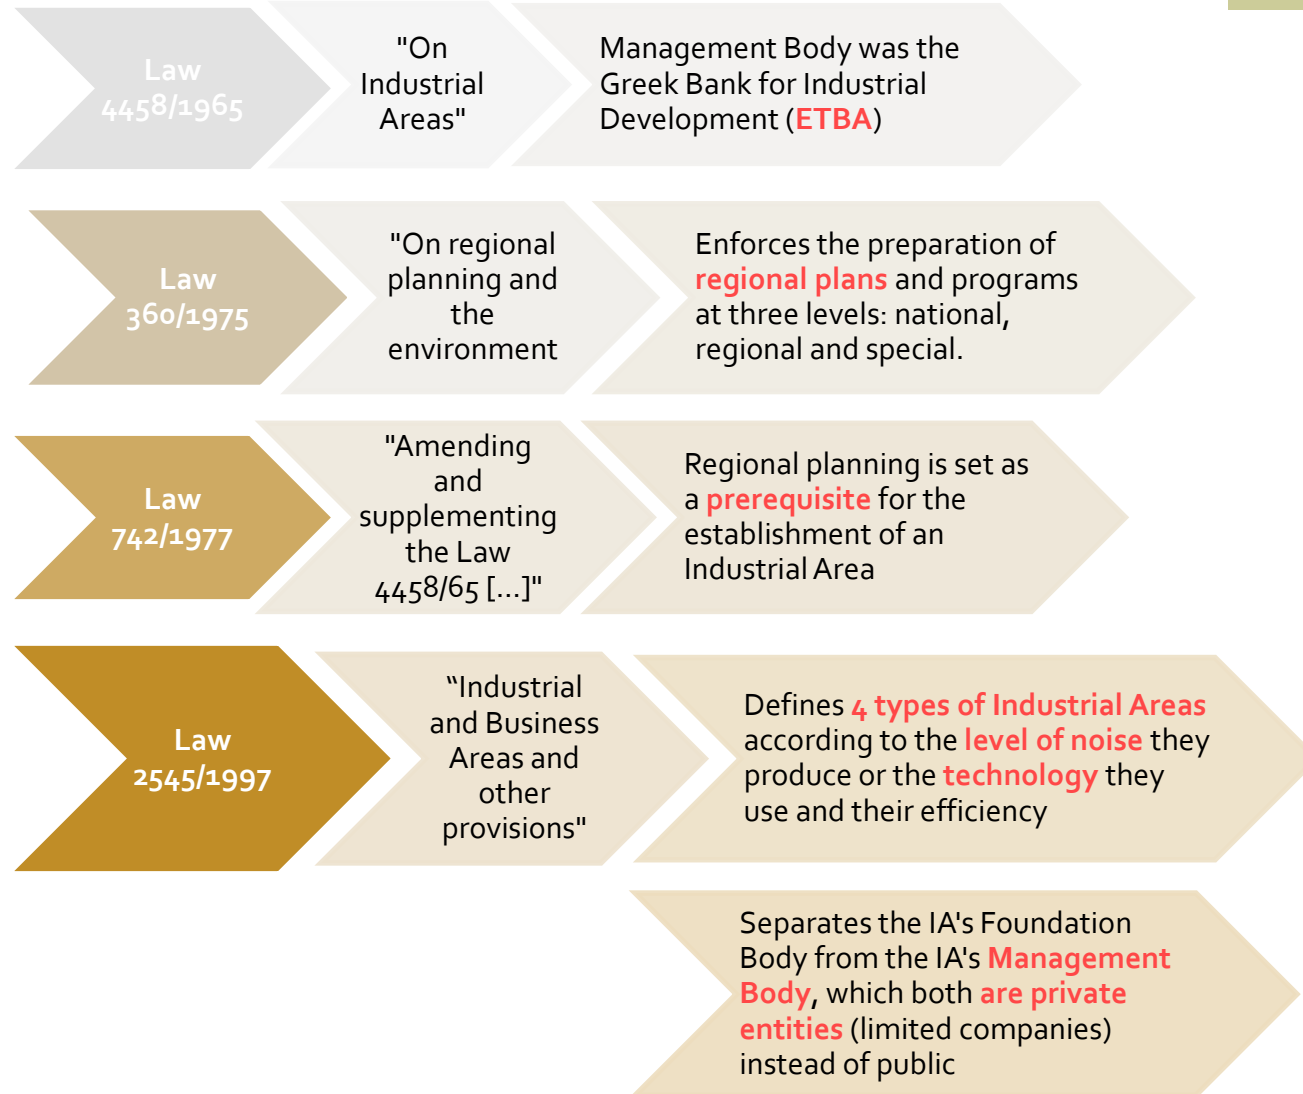 Law
4458/1965
"On
Industrial
Areas"
Management Body was the
Greek Bank for Industrial
Development (ETBA)
Law
360/1975
"On regional
planning and
the
environment
Enforces the preparation of
regional plans and programs
at three levels: national,
regional and special.
Law
742/1977
"Amending
and
supplementing
the Law
4458/65 [...]"
Regional planning is set as
a prerequisite for the
establishment of an
Industrial Area
Law
2545/1997
“Industrial
and Business
Areas and
other
provisions"
Defines 4 types of Industrial Areas
according to the level of noise they
produce or the technology they
use and their efficiency
Separates the IA's Foundation
Body from the IA's Management
Body, which both are private
entities (limited companies)
instead of public